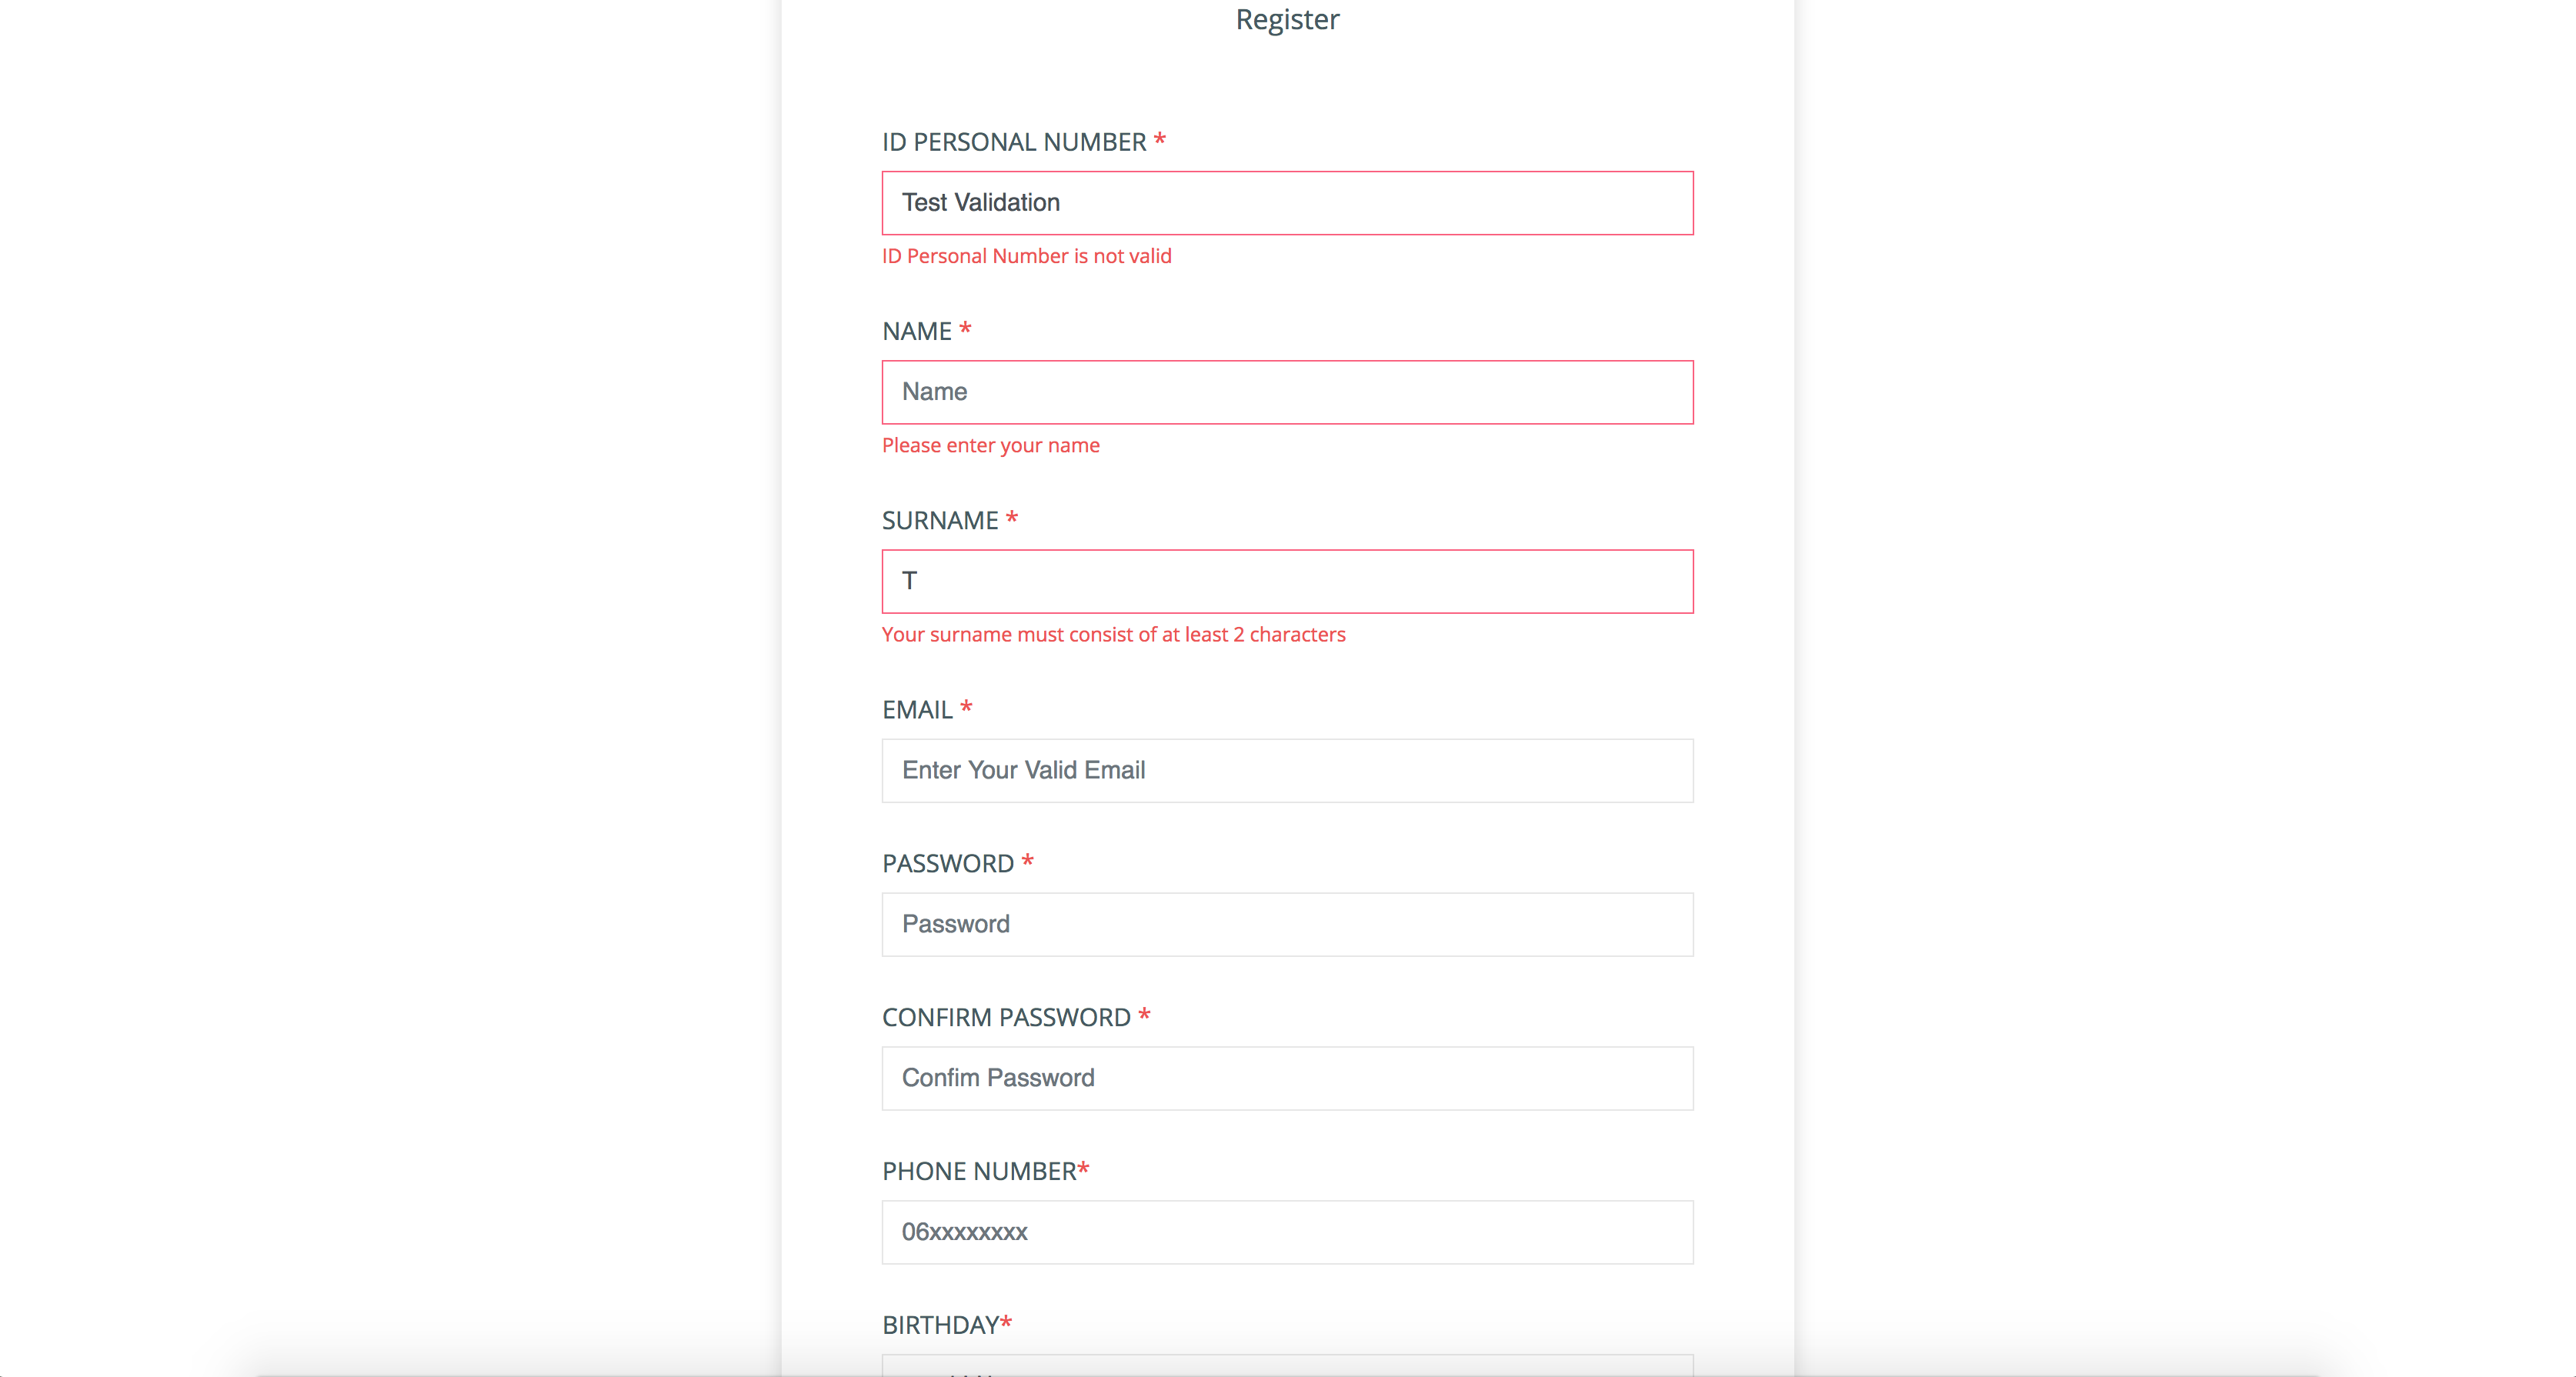 Register
ID PERSONAL NUMBER *
Test Validation
ID Personal Number is not valid
NAME *
Name
Please enter your name
SURNAME *
T
Your surname must consist of at least 2 characters
EMAIL *
Enter Your Valid Email
PASSWORD *
Password
CONFIRM PASSWORD *
Confim Password
PHONE NUMBER*
06xxxxxxxx
BIRTHDAY*